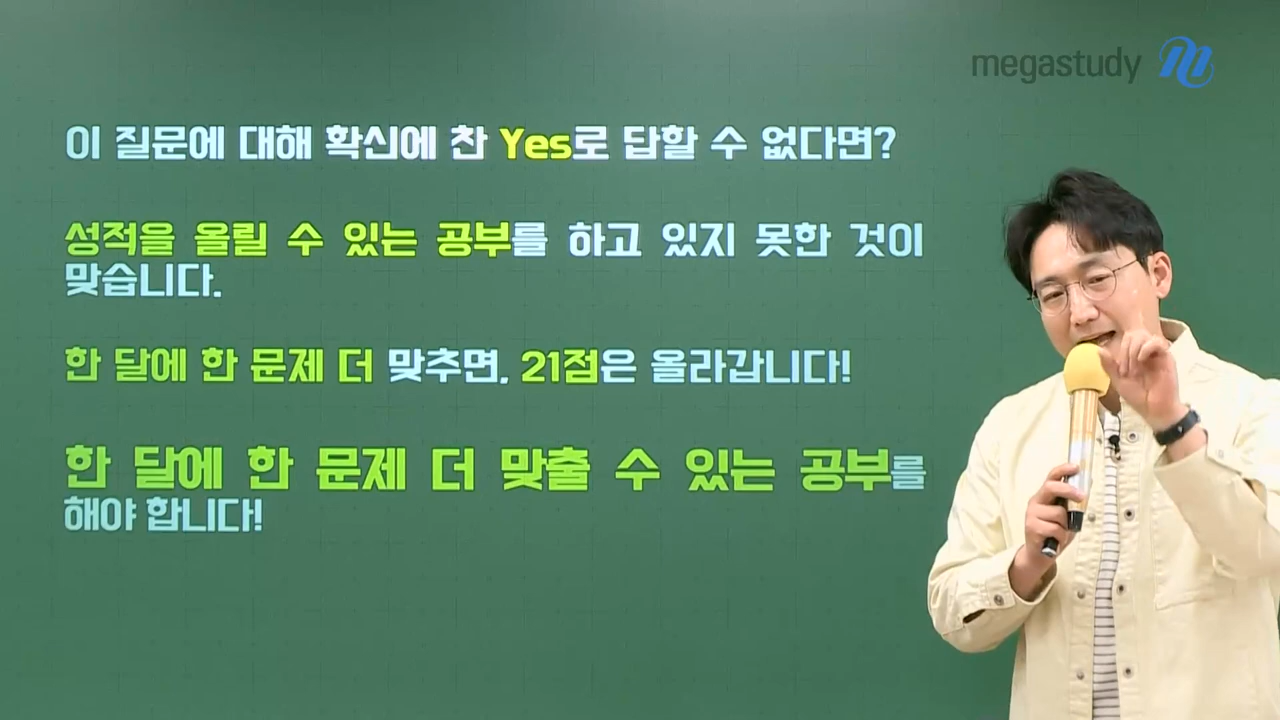 megastudy
이 질문에 대해 확신에 찬 Yes로 답할 수 없다면?
성적을 올릴 수 있는 공부를 하고 있지 못한 것이
맞습니다.
한 달에 한 문제 더 맞추면, 21점은 올라갑니다!
한 달에 한 문제 더 맞출 수 있는 공부를
해야 합니다!